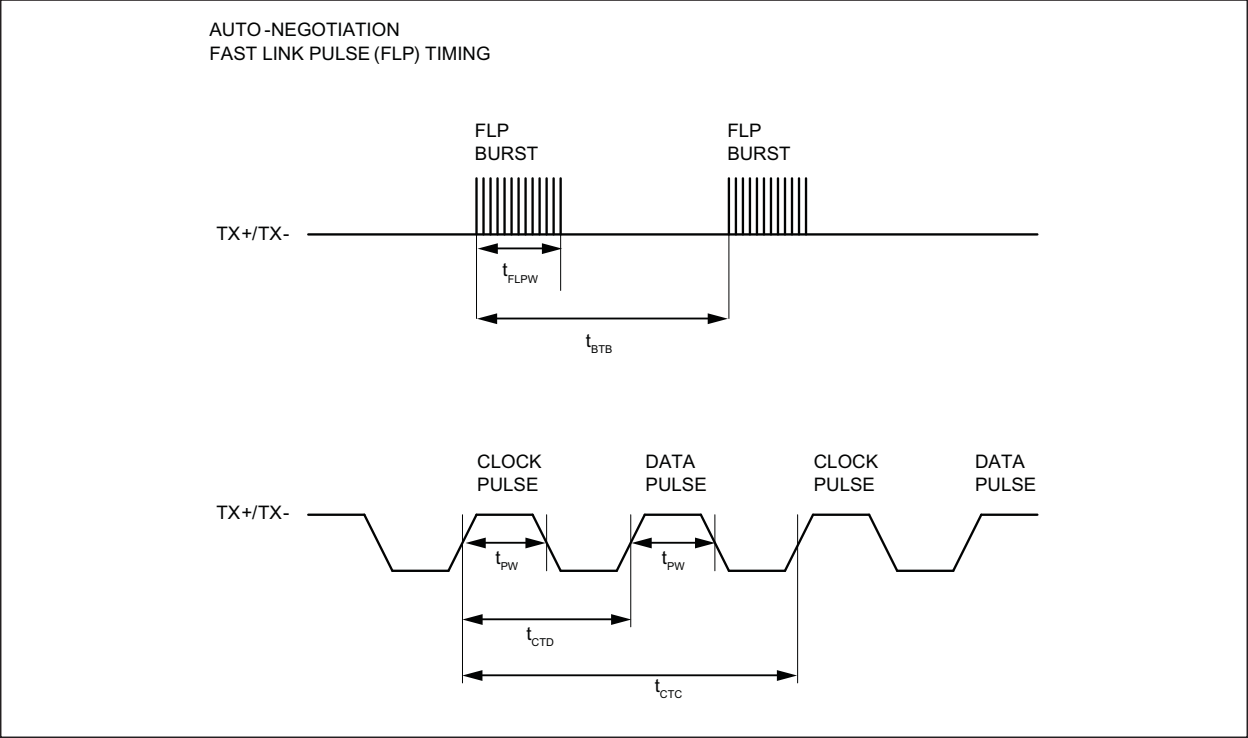 AUTO-NEGOTIATION
FAST LINK PULSE (FLP) TIMING
FLP
BURST
FLP
BURST
TX+/TX-
tFLPW
tBTB
CLOCK
PULSE
DATA
PULSE
CLOCK
PULSE
DATA
PULSE
TX+/TX-
tPW
tPW
tCTD
tCTC